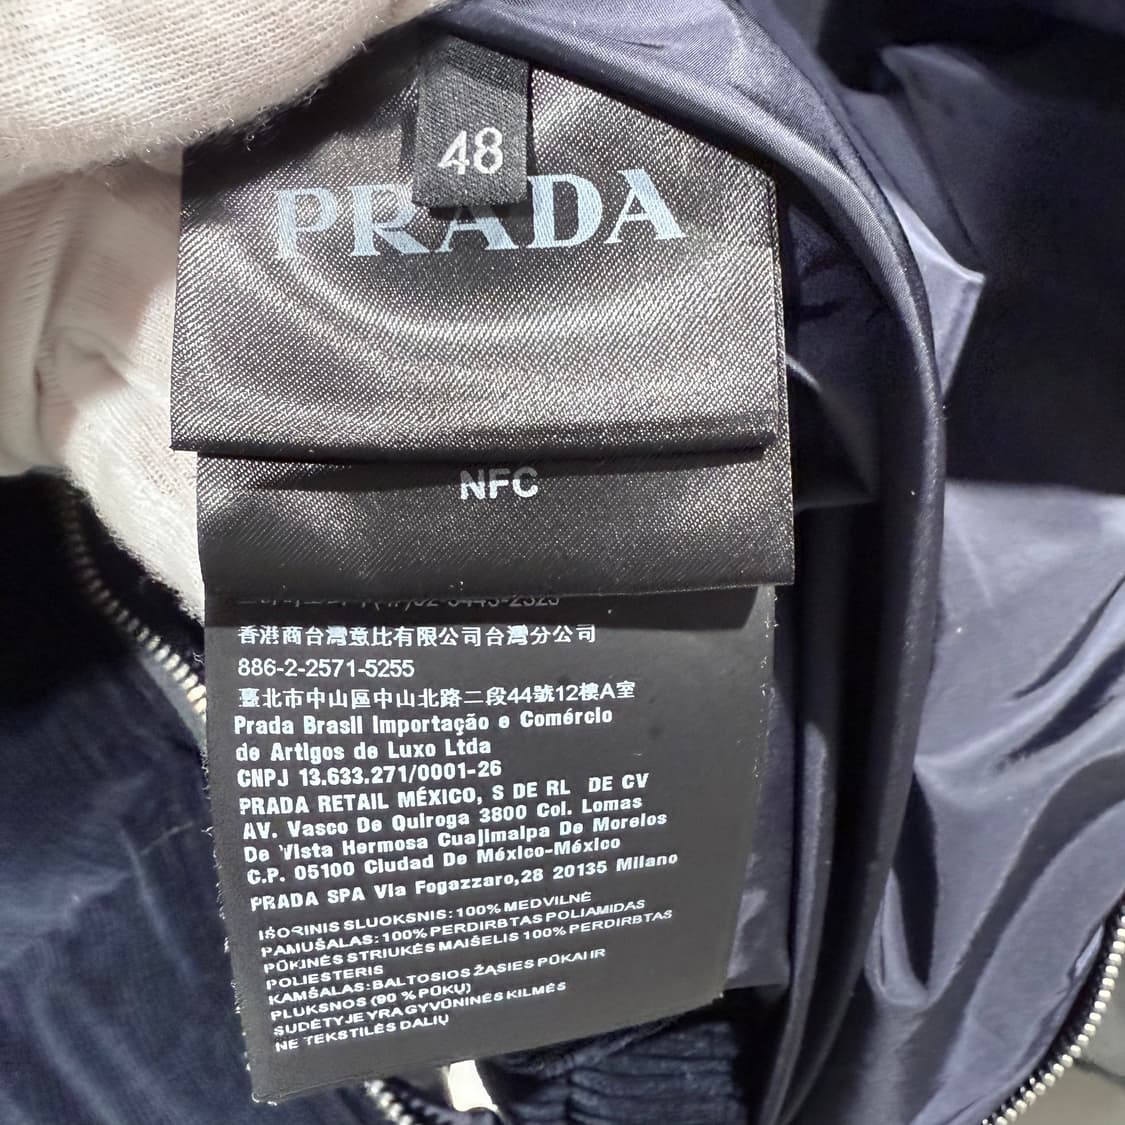 48
PRADA
NFC
香港商台灣意比有限公司台灣分公司
886-2-2571-5255
臺北市中山區中山北路二段44號12樓A室
Prada Brasil Importação e Comércio
de Artigos de Luxo Ltda
CNPJ 13.633.271/0001-26
PRADA RETAIL MÉXICO, S DE RL DE CV
AV. Vasco De Quiroga 3800 Col. Lomas
De Vista Hermosa Cuajimalpa De Morelos
C.P. 05100 Ciudad De México-México
PRADA SPA Via Fogazzaro,28 20135 Milano
IŠORINIS SLUOKSNIS: 100% MEDVILNĖ
PAMUŠALAS: 100% PERDIRBTAS POLIAMIDAS
PŪKINĖS STRIUKĖS MAIŠELIS 100% PERDIRBTAS
POLIESTERIS
KAMŠALAS: BALTOSIOS ŽĄSIES PŪKAI IR
PLUKSNOS (90 % PŪKŲ)
SUDĖTYJE YRA GYVŪNINĖS KILMĖS
NE TEKSTILĖS DALIŲ